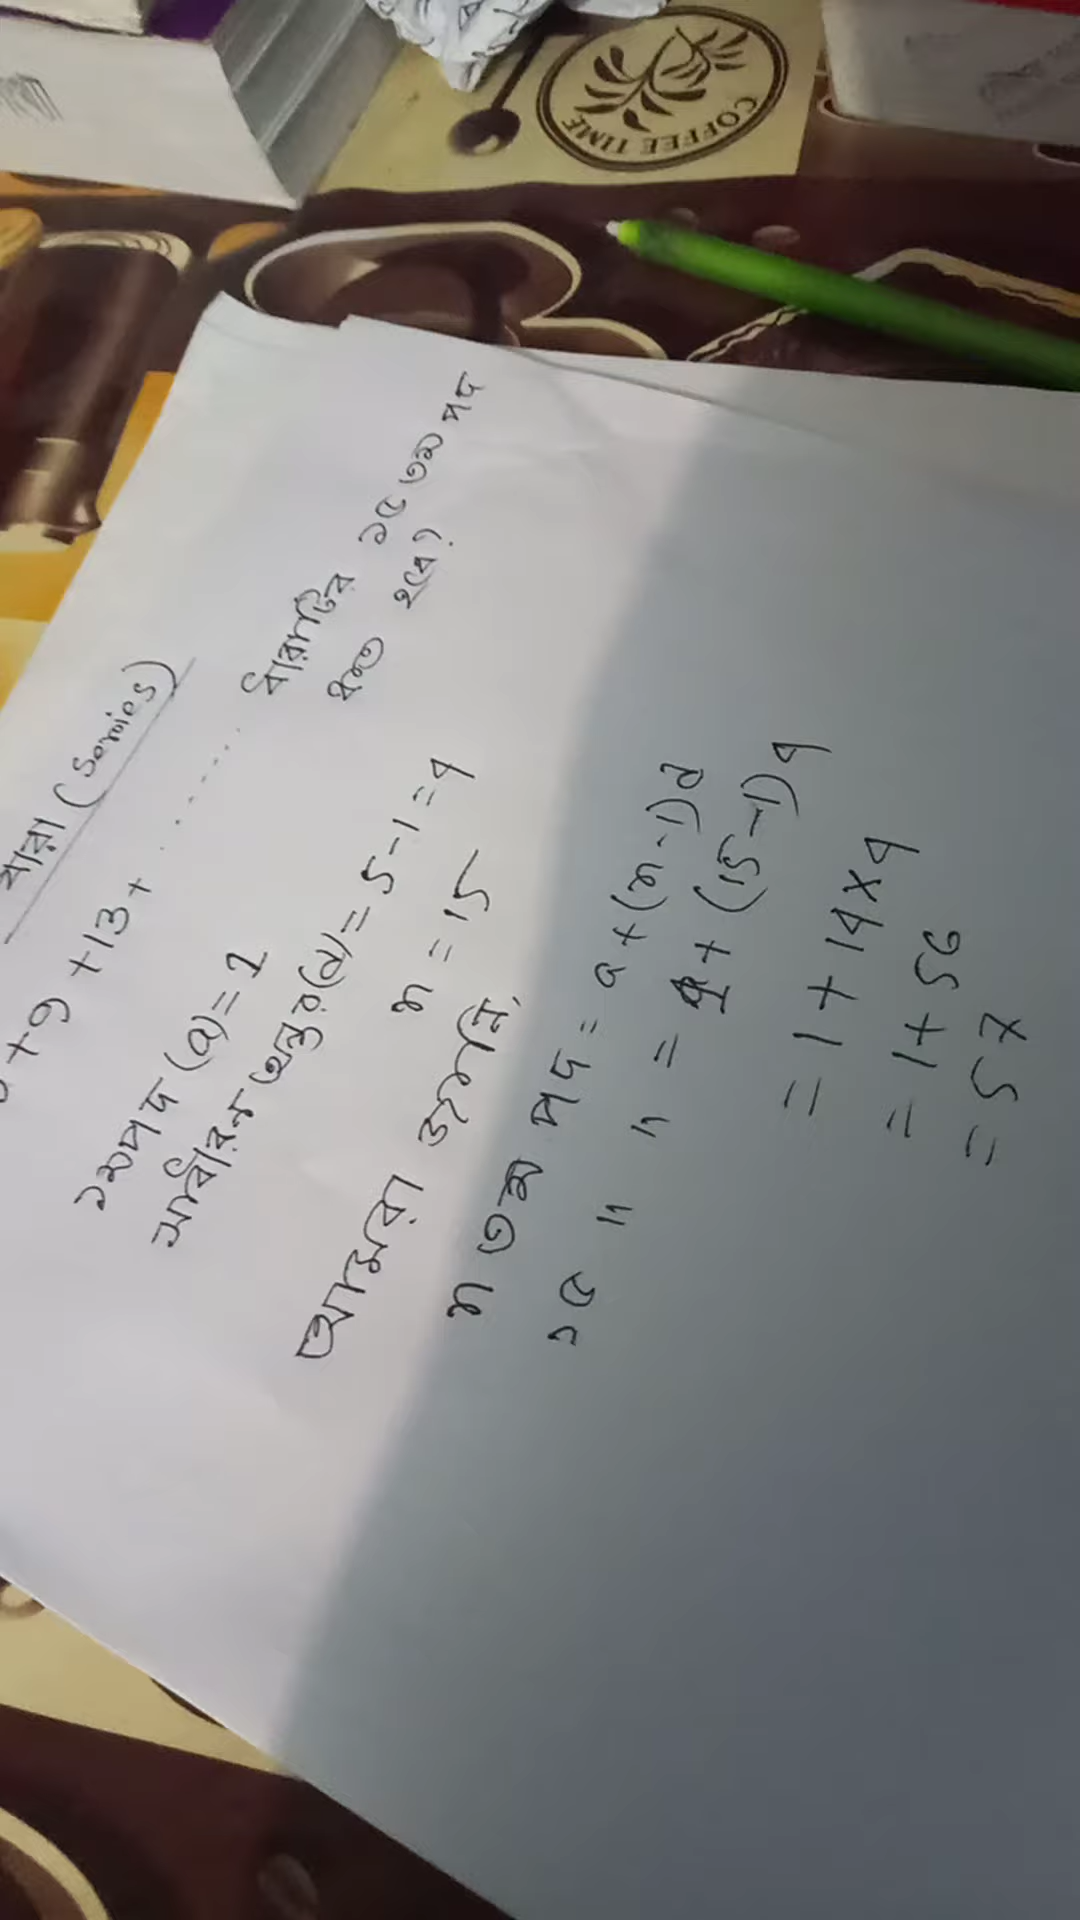 COFFEE TIME
ধারা (Series)
+9+13+ ....... ধারাটির ১৫ তম পদ
কত হবে?
১মপদ (a)=1
সাধারন অন্তর(d)=5-1=4
n=15
আমরা জানি,
n তম পদ = a+(n-1)d
১৫ " " = 1+(15-1)4
=1+14×4
=1+56
=57